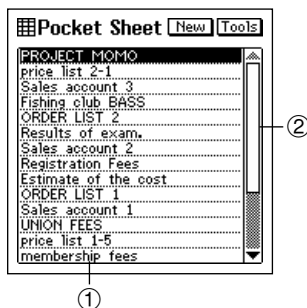 Pocket Sheet New Tools
PROJECT MOMO
price list 2-1
Sales account 3
Fishing club BASS
ORDER LIST 2
Results of exam.
Sales account 2
Registration Fees
Estimate of the cost
ORDER LIST 1
Sales account 1
UNION FEES
price list 1-5
membership fees
②
①